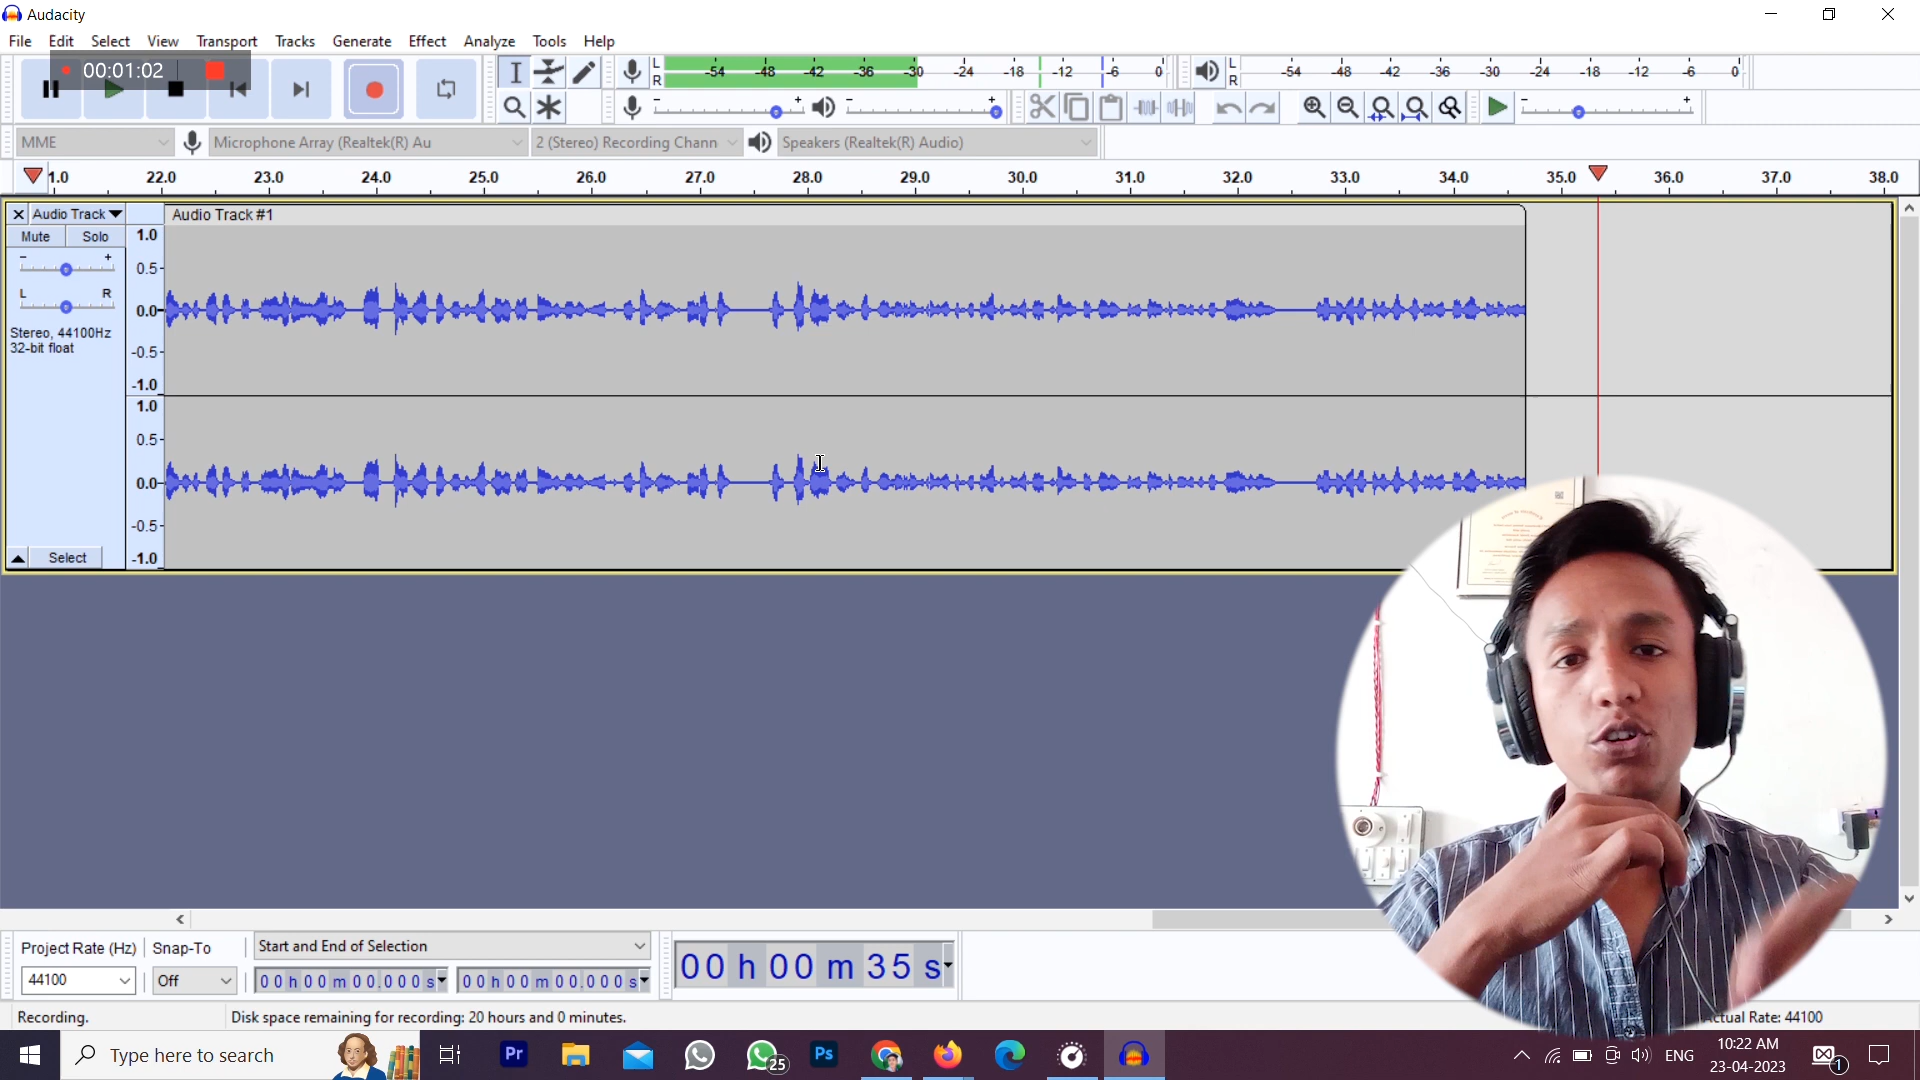 Audacity
File Edit Select View Transport Tracks Generate Effect Analyze Tools Help
00:01:02
L R -54 -48 -42 -36 -30 -24 -18 -12 -6 0 L R -54 -48 -42 -36 -30 -24 -18 -12 -6 0
MME Microphone Array (Realtek(R) Au 2 (Stereo) Recording Chann Speakers (Realtek(R) Audio)
1.0 22.0 23.0 24.0 25.0 26.0 27.0 28.0 29.0 30.0 31.0 32.0 33.0 34.0 35.0 36.0 37.0 38.0
Audio Track Audio Track #1
Mute Solo 1.0
- + 0.5
L R 0.0
Stereo, 44100Hz
32-bit float
-0.5
-1.0
1.0
0.5
0.0
-0.5
Select -1.0
Project Rate (Hz) Snap-To Start and End of Selection
44100 Off 00 h 00 m 00.000 s 00 h 00 m 00.000 s 00 h 00 m 35 s
Recording. Disk space remaining for recording: 20 hours and 0 minutes. Actual Rate: 44100
Type here to search Pr 25 Ps ENG 10:22 AM 1
23-04-2023